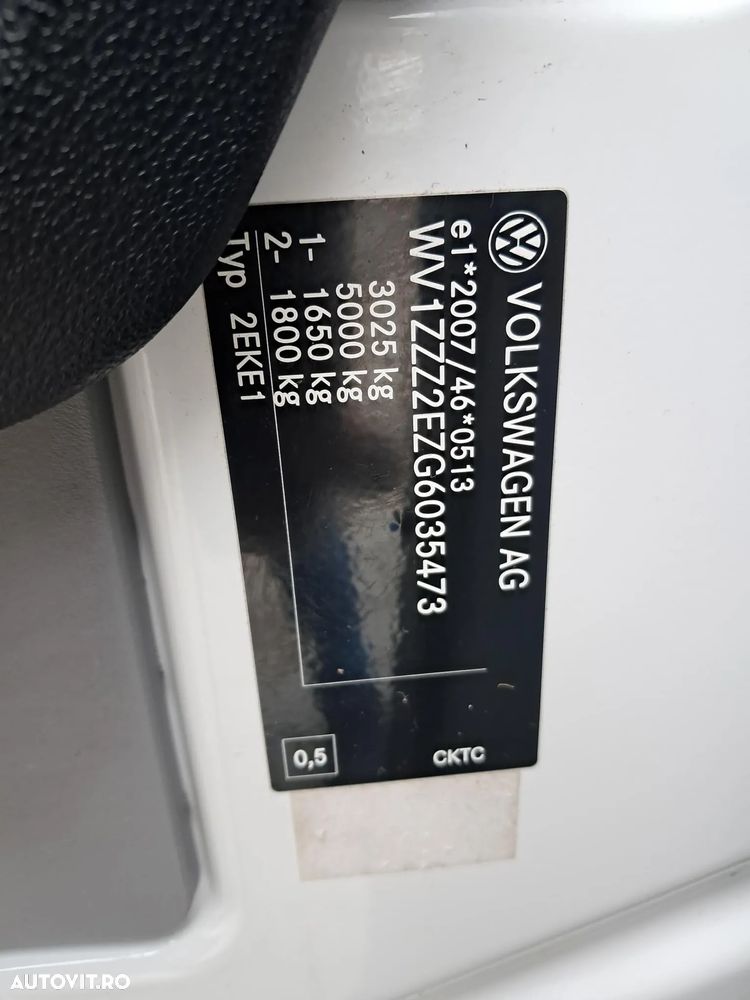 VOLKSWAGEN AG
e1*2007/46*0513
WV1ZZZ2EZG6035473
3025 kg
5000 kg
1- 1650 kg
2- 1800 kg
Typ 2EKE1
CKTC
0,5
AUTOVIT.RO